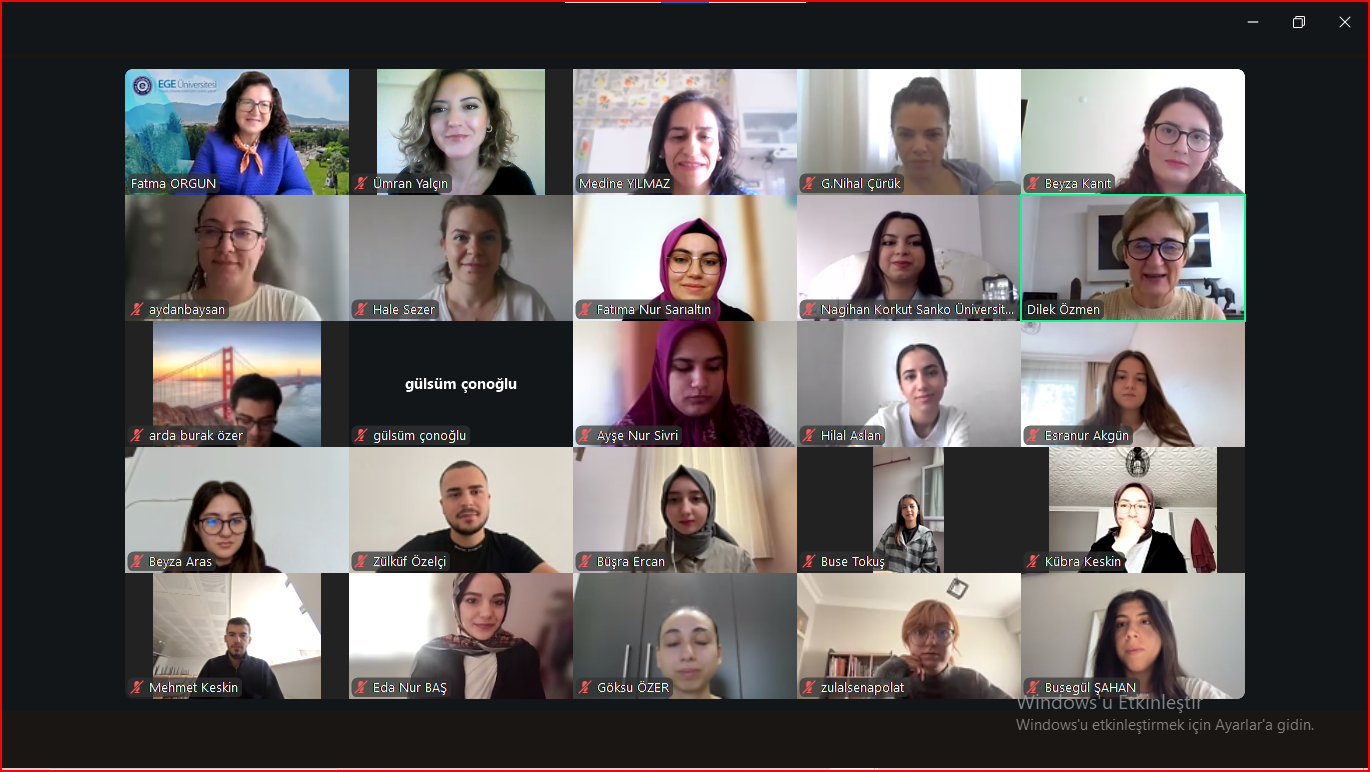 EGE Üniversitesi
Fatma ORGUN
Ümran Yalçın
Medine YILMAZ
G.Nihal Çürük
Beyza Kanıt
aydanbaysan
Hale Sezer
Fatıma Nur Sarıaltın
Nagihan Korkut Sanko Üniversit...
Dilek Özmen
arda burak özer
gülsüm çonoğlu
gülsüm çonoğlu
Ayşe Nur Sivri
Hilal Aslan
Esranur Akgün
Beyza Aras
Zülküf Özelçi
Büşra Ercan
Buse Tokuş
Kübra Keskin
Mehmet Keskin
Eda Nur BAŞ
Göksu ÖZER
zulalsenapolat
Busegül ŞAHAN
Windows'u Etkinleştir
Windows'u etkinleştirmek için Ayarlar'a gidin.